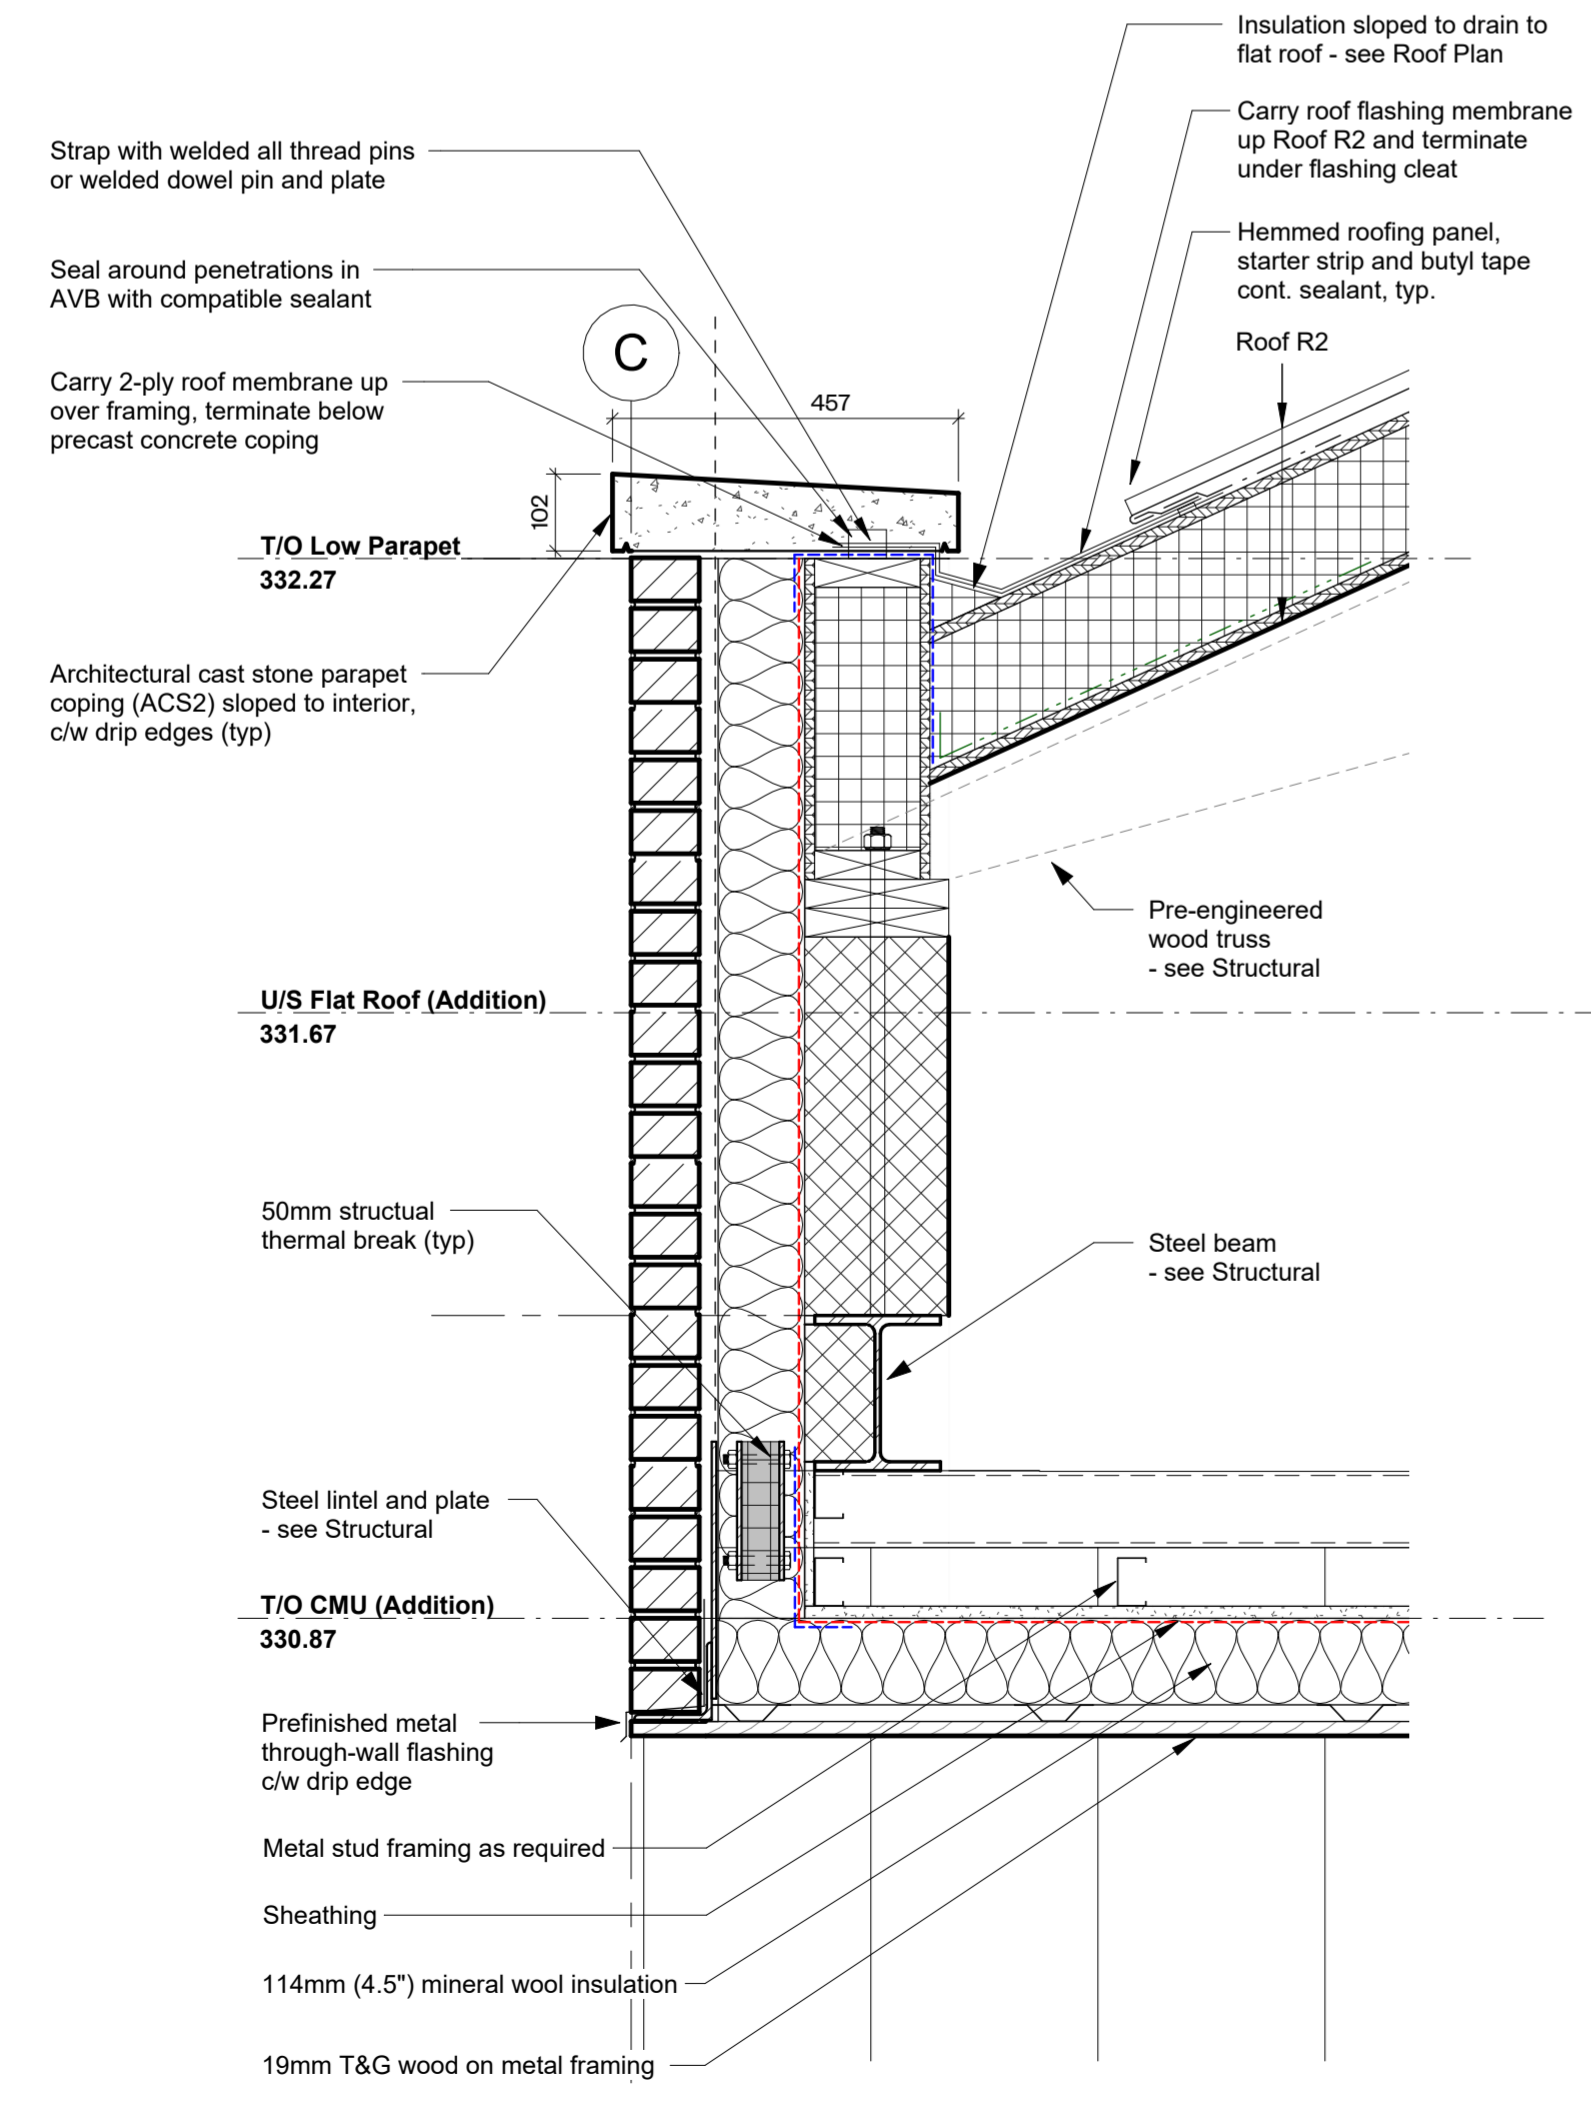 Insulation sloped to drain to
flat roof - see Roof Plan
Carry roof flashing membrane
up Roof R2 and terminate
under flashing cleat
Strap with welded all thread pins
or welded dowel pin and plate
Hemmed roofing panel,
starter strip and butyl tape
cont. sealant, typ.
Seal around penetrations in
AVB with compatible sealant
Roof R2
C
Carry 2-ply roof membrane up
over framing, terminate below
precast concrete coping
457
102
T/O Low Parapet
332.27
Architectural cast stone parapet
coping (ACS2) sloped to interior,
c/w drip edges (typ)
Pre-engineered
wood truss
- see Structural
U/S Flat Roof (Addition)
331.67
50mm structual
thermal break (typ)
Steel beam
- see Structural
Steel lintel and plate
- see Structural
T/O CMU (Addition)
330.87
Prefinished metal
through-wall flashing
c/w drip edge
Metal stud framing as required
Sheathing
114mm (4.5") mineral wool insulation
19mm T&G wood on metal framing